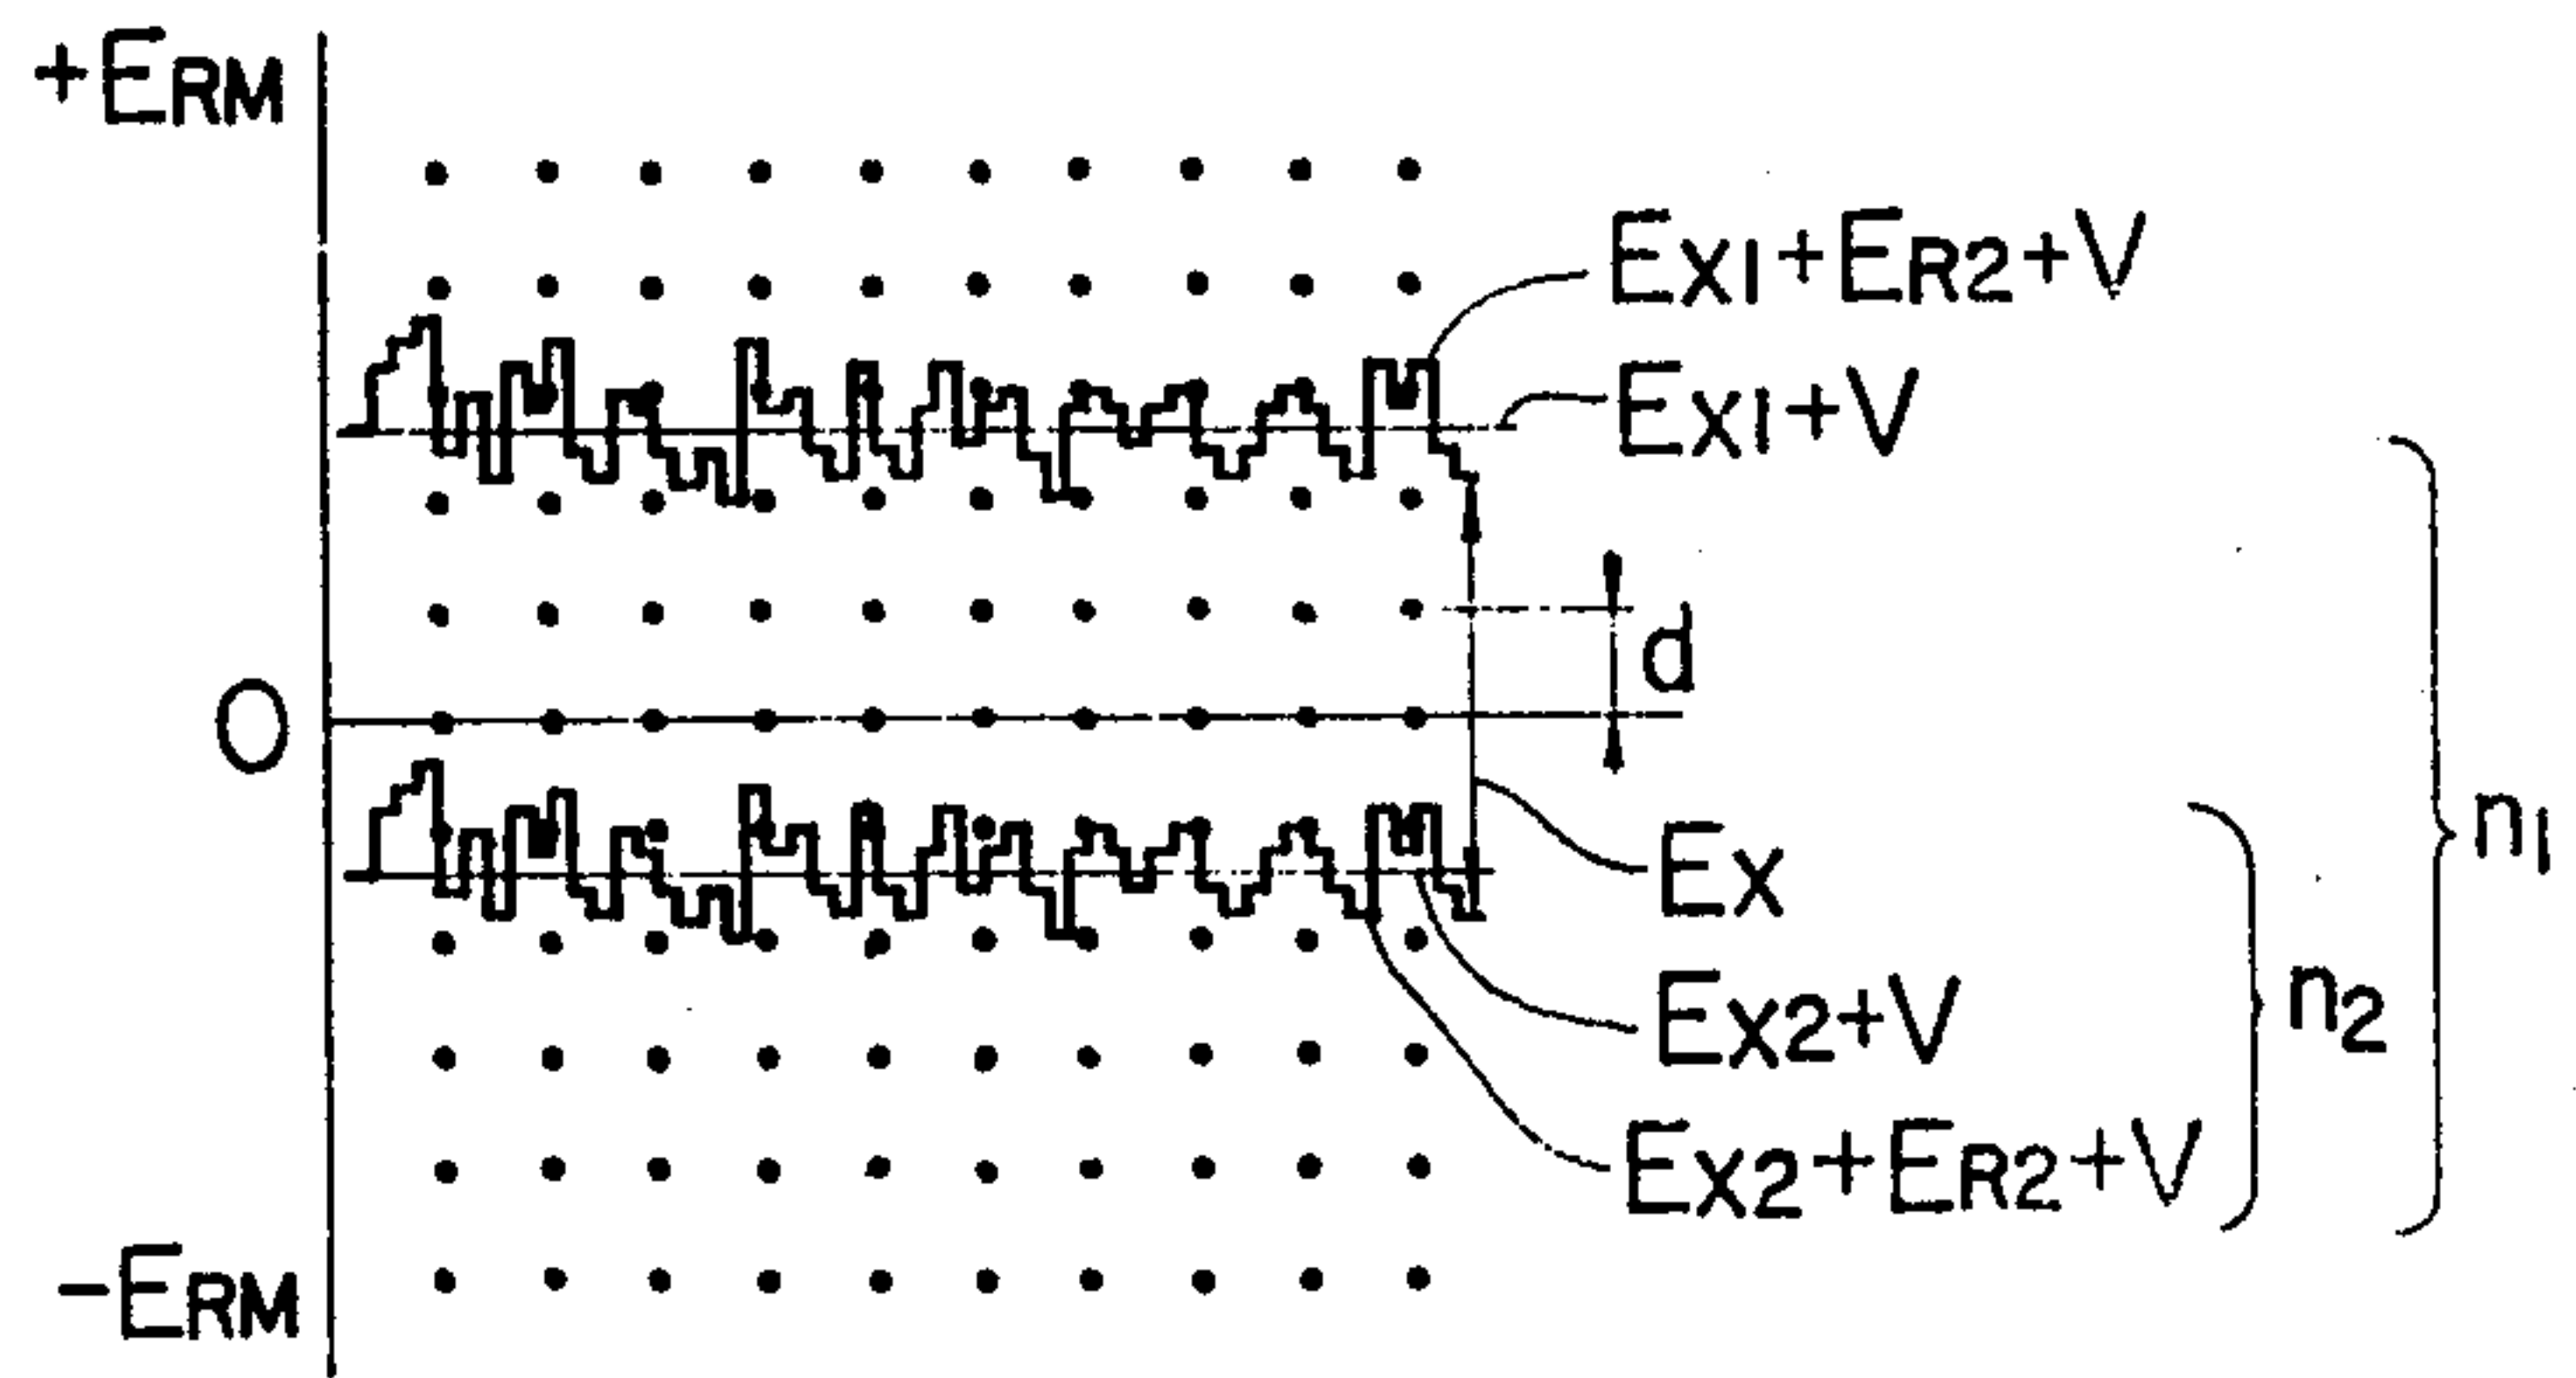 +ERM
EX1+ER2+V
EX1+V
d
O
n1
EX
n2
EX2+V
EX2+ER2+V
-ERM